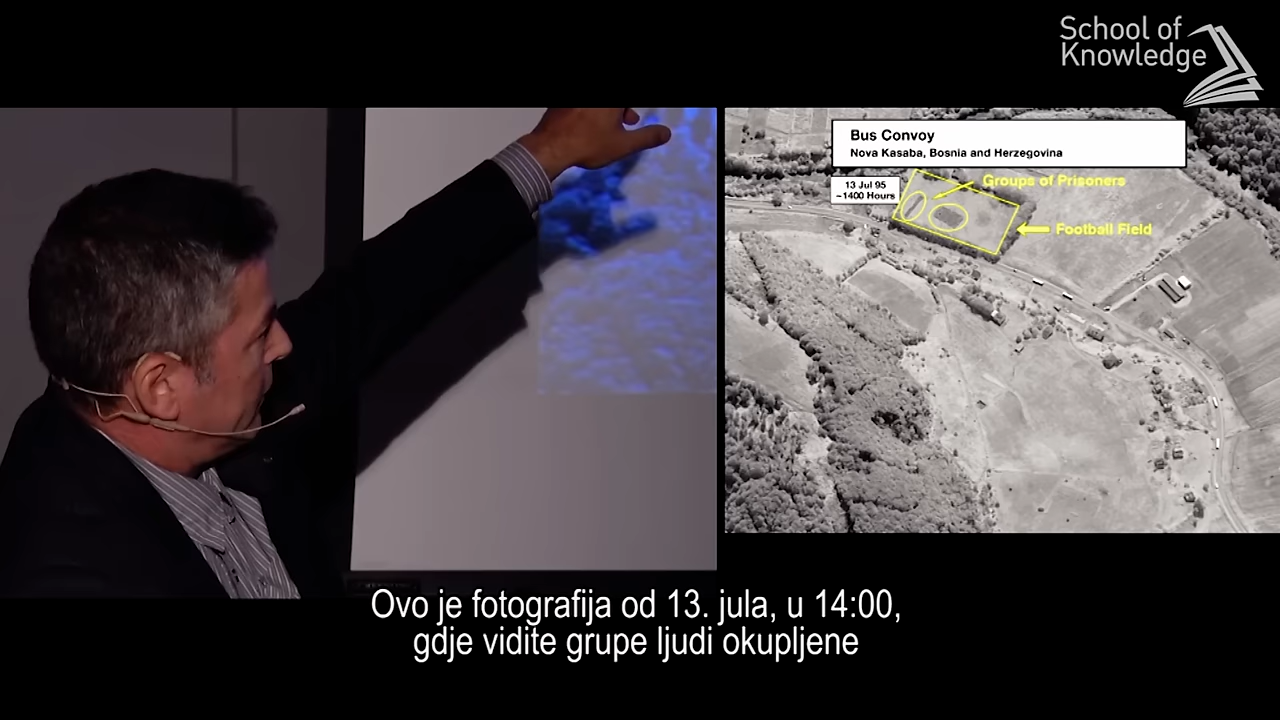 School of
Knowledge
Bus Convoy
Nova Kasaba, Bosnia and Herzegovina
13 Jul 95
~1400 Hours
Groups of Prisoners
Football Field
Ovo je fotografija od 13. jula, u 14:00,
gdje vidite grupe ljudi okupljene